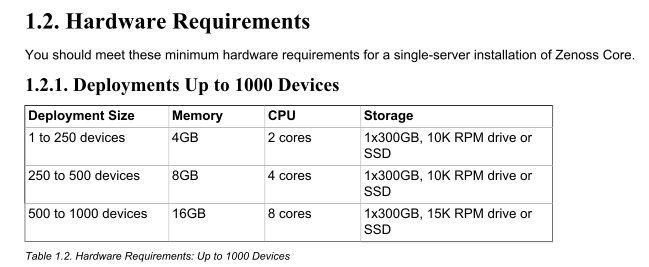 1.2. Hardware Requirements
You should meet these minimum hardware requirements for a single-server installation of Zenoss Core.
1.2.1. Deployments Up to 1000 Devices
Deployment Size Memory CPU Storage
1 to 250 devices 4GB 2 cores 1x300GB, 10K RPM drive or
SSD
250 to 500 devices 8GB 4 cores 1x300GB, 10K RPM drive or
SSD
500 to 1000 devices 16GB 8 cores 1x300GB, 15K RPM drive or
SSD
Table 1.2. Hardware Requirements: Up to 1000 Devices